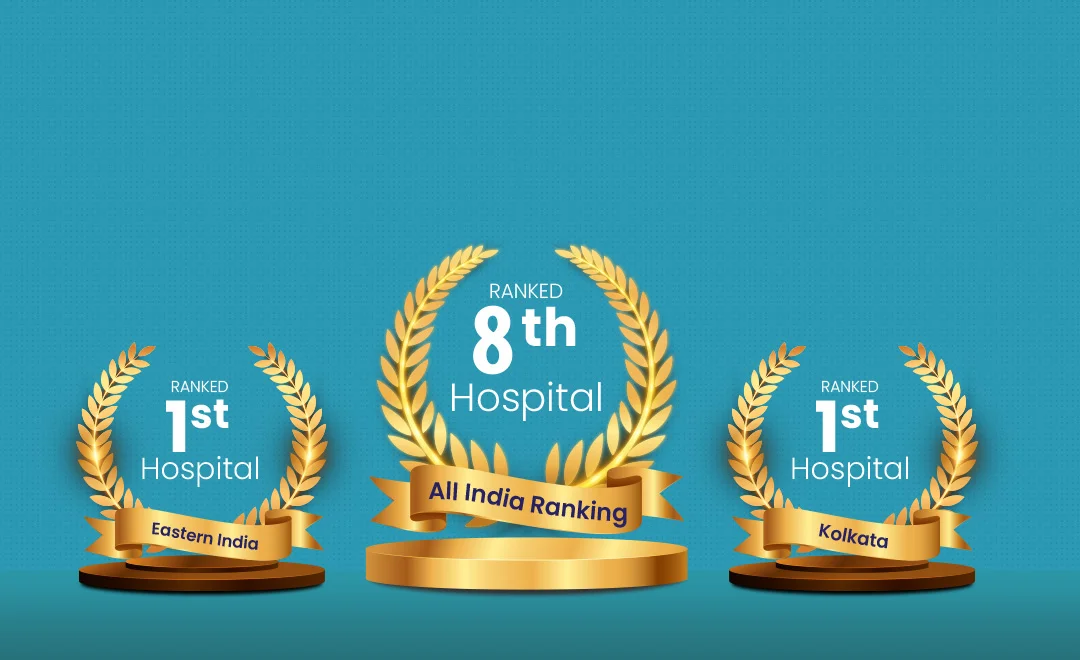 RANKED
1st
Hospital
Eastern India
RANKED
8th
Hospital
All India Ranking
RANKED
1st
Hospital
Kolkata